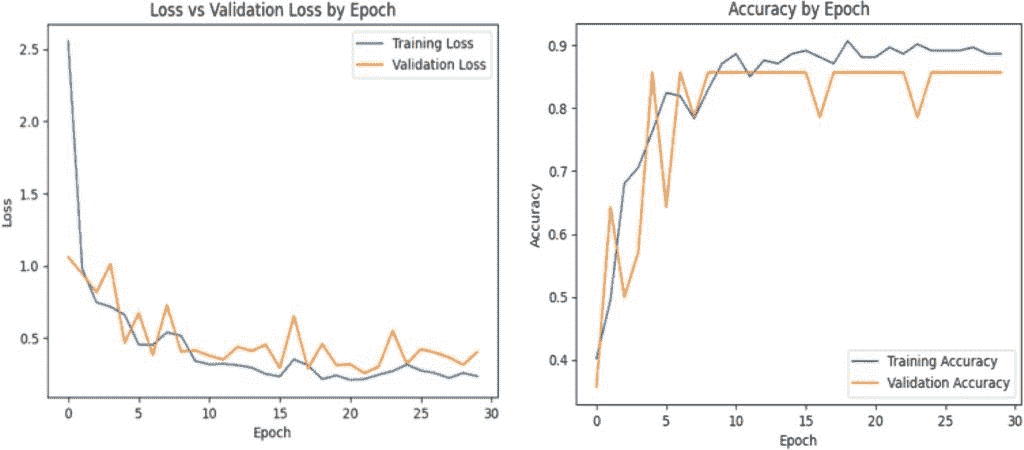 Loss vs Validation Loss by Epoch
Training Loss
Validation Loss
2.5
2.0
1.5
1.0
0.5
Loss
0 5 10 15 20 25 30
Epoch
Accuracy by Epoch
0.9
0.8
0.7
0.6
0.5
0.4
Accuracy
Training Accuracy
Validation Accuracy
0 5 10 15 20 25 30
Epoch